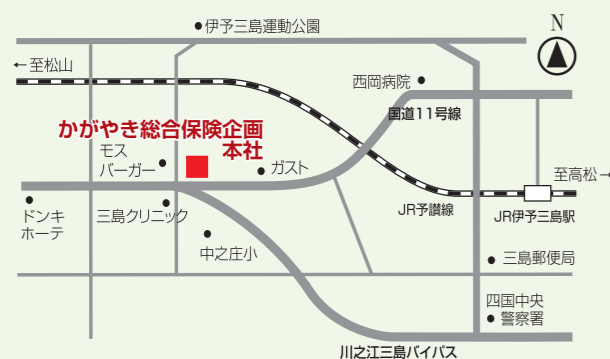 伊予三島運動公園
N
←至松山
西岡病院
国道11号線
かがやき総合保険企画
本社
モス
バーガー
ガスト
至高松→
ドンキ
ホーテ
三島クリニック
JR予讃線
JR伊予三島駅
中之庄小
三島郵便局
四国中央
警察署
川之江三島バイパス